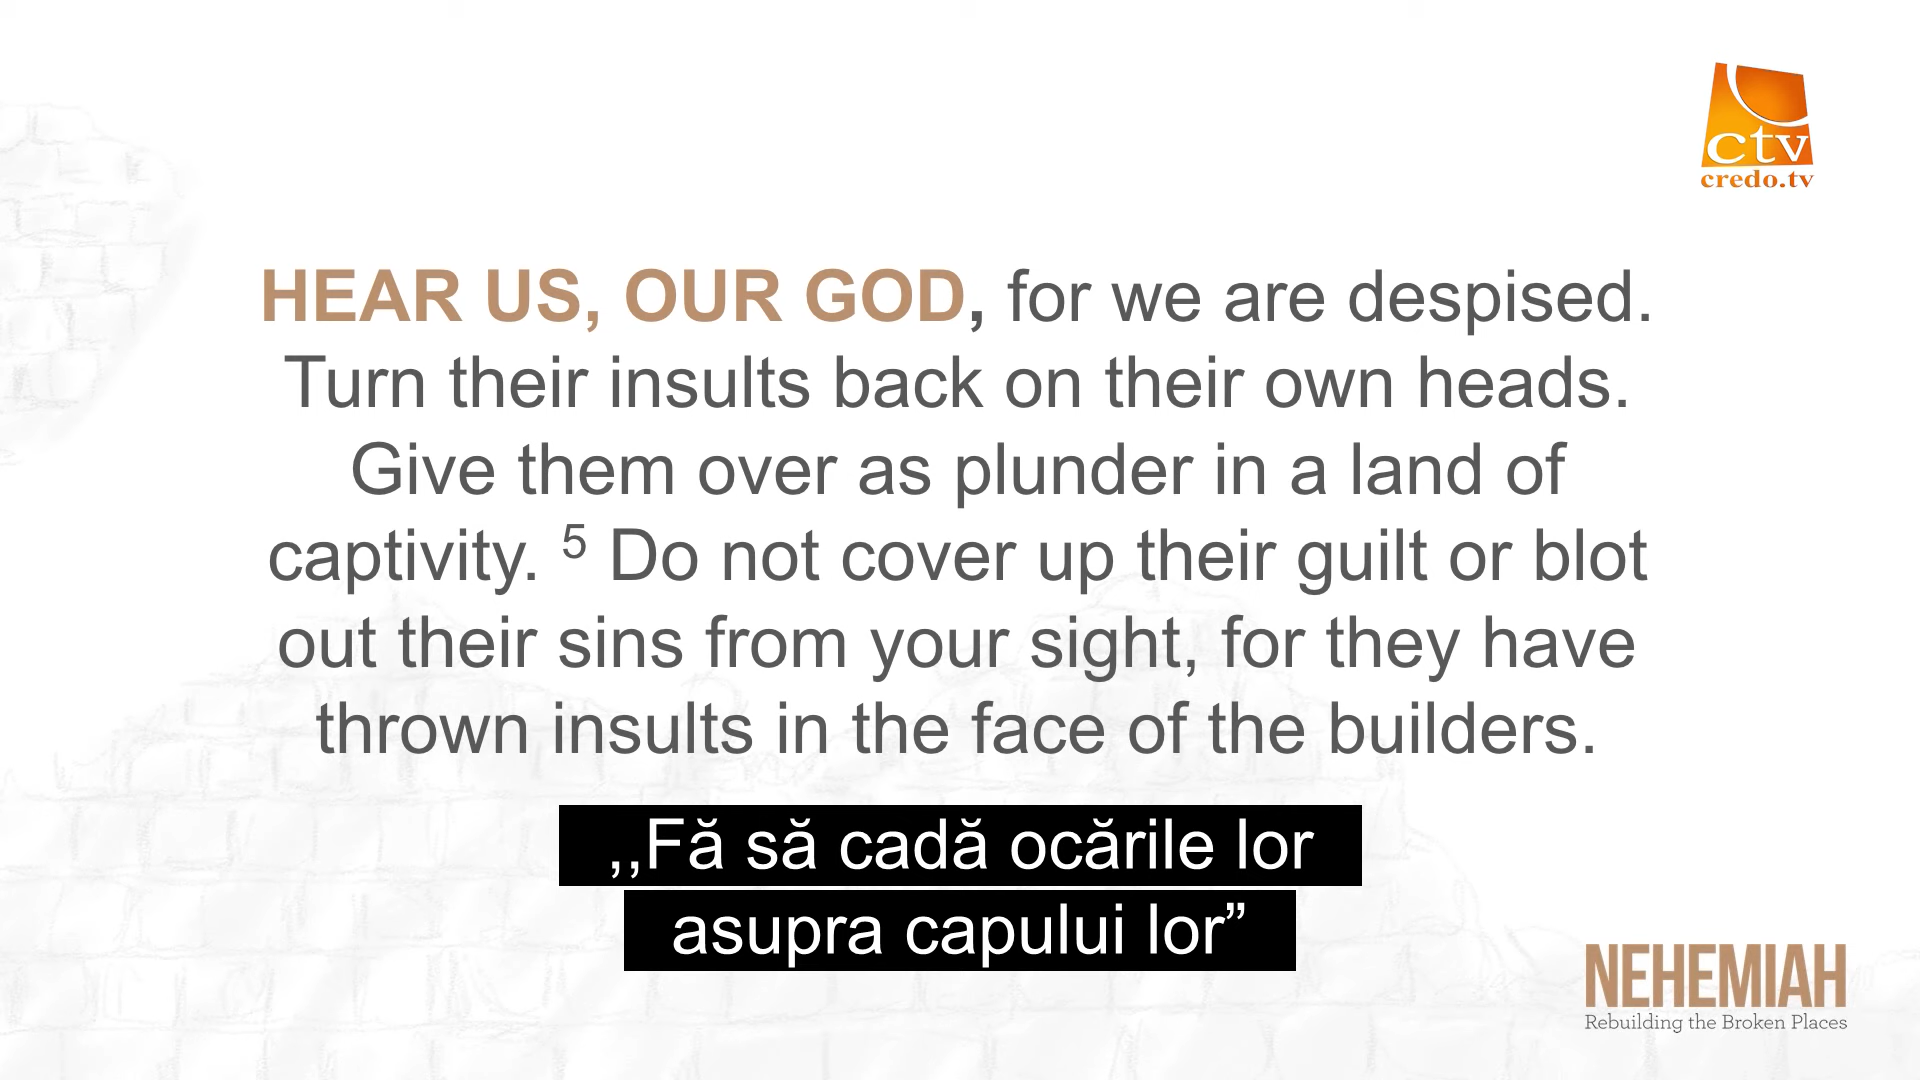 ctv
credo.tv
HEAR US, OUR GOD, for we are despised.
Turn their insults back on their own heads.
Give them over as plunder in a land of
captivity. ⁵ Do not cover up their guilt or blot
out their sins from your sight, for they have
thrown insults in the face of the builders.
,,Fă să cadă ocările lor
asupra capului lor”
NEHEMIAH
Rebuilding the Broken Places